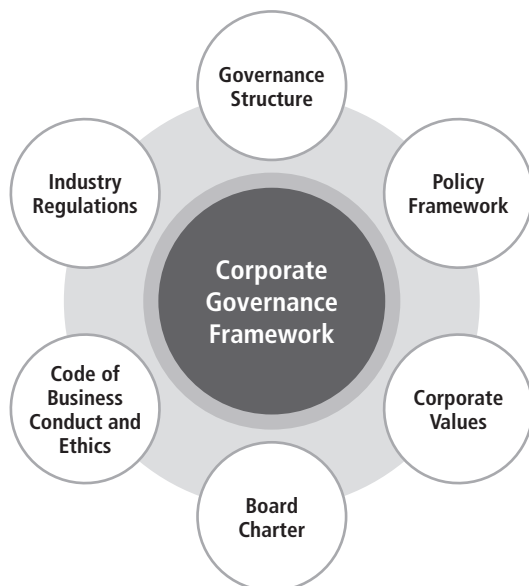 Governance
Structure
Industry
Regulations
Policy
Framework
Corporate
Governance
Framework
Code of
Business
Conduct and
Ethics
Corporate
Values
Board
Charter